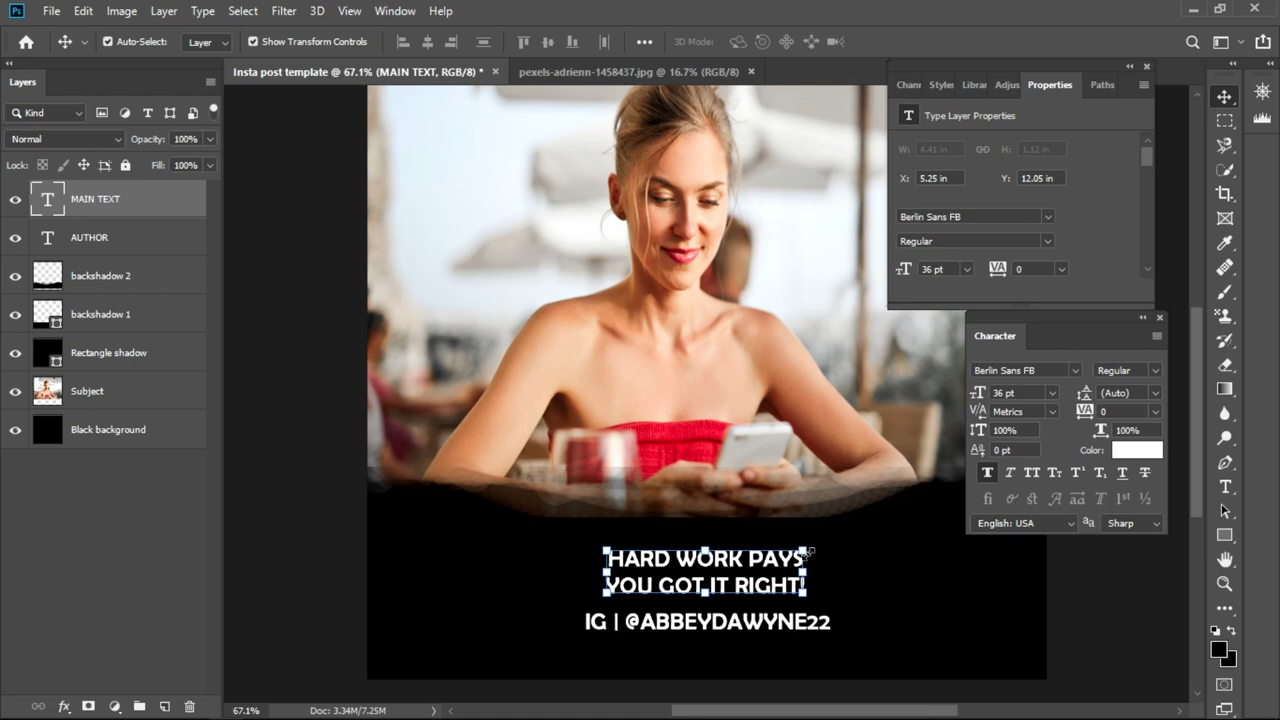 Ps File Edit Image Layer Type Select Filter 3D View Window Help
Auto-Select: Layer Show Transform Controls 3D Mode:
Insta post template @ 67.1% (MAIN TEXT, RGB/8) * pexels-adrienn-1458437.jpg @ 16.7% (RGB/8)
Layers
Kind
Normal Opacity: 100%
Lock: Fill: 100%
MAIN TEXT
AUTHOR
backshadow 2
backshadow 1
Rectangle shadow
Subject
Black background
HARD WORK PAYS
YOU GOT IT RIGHT!
IG | @ABBEYDAWYNE22
Chann Styles Librar Adjus Properties Paths
Type Layer Properties
W: 4.41 in H: 1.12 in
X: 5.25 in Y: 12.05 in
Berlin Sans FB
Regular
36 pt VA 0
Character
Berlin Sans FB Regular
36 pt (Auto)
Metrics 0
100% 100%
0 pt Color:
English: USA aa Sharp
67.1% Doc: 3.34M/7.25M